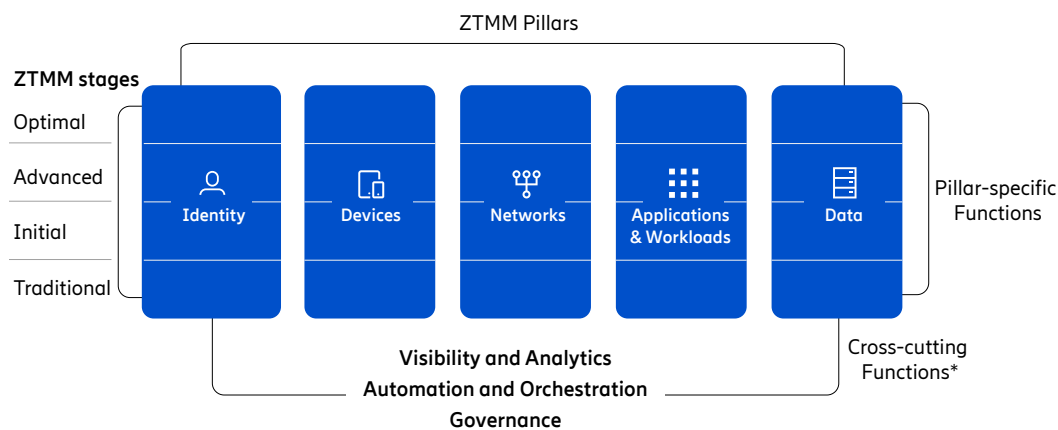 ZTMM Pillars
ZTMM stages
Optimal
Advanced
Initial
Traditional
Identity
Devices
Networks
Applications
& Workloads
Data
Pillar-specific
Functions
Visibility and Analytics
Automation and Orchestration
Governance
Cross-cutting
Functions*